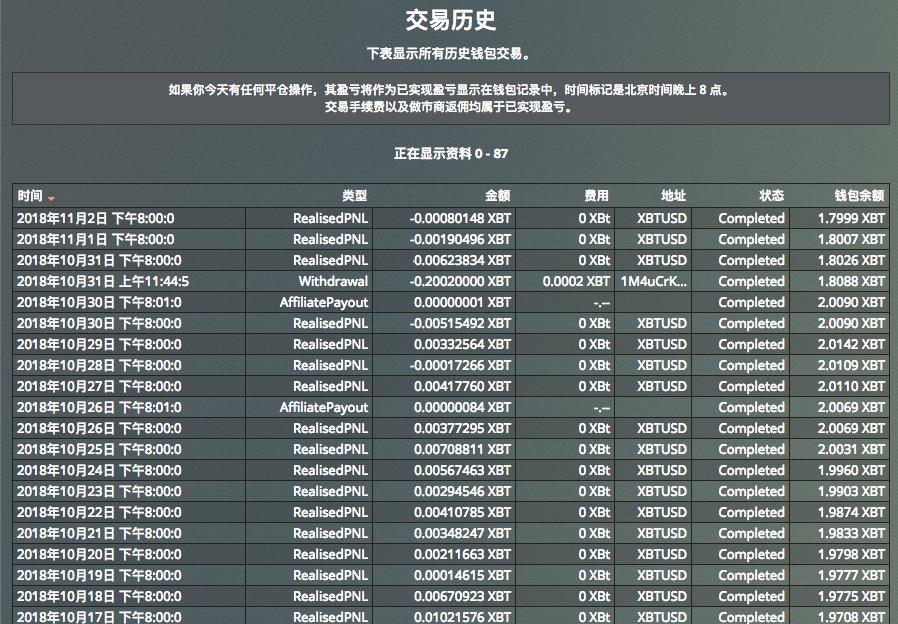 交易历史
下表显示所有历史钱包交易。
如果你今天有任何平仓操作，其盈亏将作为已实现盈亏显示在钱包记录中，时间标记是北京时间晚上 8 点。
交易手续费以及做市商返佣均属于已实现盈亏。
正在显示资料 0 - 87
时间 类型 金额 费用 地址 状态 钱包余额
2018年11月2日 下午8:00:0 RealisedPNL -0.00080148 XBT 0 XBt XBTUSD Completed 1.7999 XBT
2018年11月1日 下午8:00:0 RealisedPNL -0.00190496 XBT 0 XBt XBTUSD Completed 1.8007 XBT
2018年10月31日 下午8:00:0 RealisedPNL -0.00623834 XBT 0 XBt XBTUSD Completed 1.8026 XBT
2018年10月31日 上午11:44:5 Withdrawal -0.20020000 XBT 0.0002 XBT 1M4uCrK... Completed 1.8088 XBT
2018年10月30日 下午8:01:0 AffiliatePayout 0.00000001 XBT -.-- Completed 2.0090 XBT
2018年10月30日 下午8:00:0 RealisedPNL -0.00515492 XBT 0 XBt XBTUSD Completed 2.0090 XBT
2018年10月29日 下午8:00:0 RealisedPNL 0.00332564 XBT 0 XBt XBTUSD Completed 2.0142 XBT
2018年10月28日 下午8:00:0 RealisedPNL -0.00017266 XBT 0 XBt XBTUSD Completed 2.0109 XBT
2018年10月27日 下午8:00:0 RealisedPNL 0.00417760 XBT 0 XBt XBTUSD Completed 2.0110 XBT
2018年10月26日 下午8:01:0 AffiliatePayout 0.00000084 XBT -.-- Completed 2.0069 XBT
2018年10月26日 下午8:00:0 RealisedPNL 0.00377295 XBT 0 XBt XBTUSD Completed 2.0069 XBT
2018年10月25日 下午8:00:0 RealisedPNL 0.00708811 XBT 0 XBt XBTUSD Completed 2.0031 XBT
2018年10月24日 下午8:00:0 RealisedPNL 0.00567463 XBT 0 XBt XBTUSD Completed 1.9960 XBT
2018年10月23日 下午8:00:0 RealisedPNL 0.00294546 XBT 0 XBt XBTUSD Completed 1.9903 XBT
2018年10月22日 下午8:00:0 RealisedPNL 0.00410785 XBT 0 XBt XBTUSD Completed 1.9874 XBT
2018年10月21日 下午8:00:0 RealisedPNL 0.00348247 XBT 0 XBt XBTUSD Completed 1.9833 XBT
2018年10月20日 下午8:00:0 RealisedPNL 0.00211663 XBT 0 XBt XBTUSD Completed 1.9798 XBT
2018年10月19日 下午8:00:0 RealisedPNL 0.00014615 XBT 0 XBt XBTUSD Completed 1.9777 XBT
2018年10月18日 下午8:00:0 RealisedPNL 0.00670923 XBT 0 XBt XBTUSD Completed 1.9775 XBT
2018年10月17日 下午8:00:0 RealisedPNL 0.01021576 XBT 0 XBt XBTUSD Completed 1.9708 XBT